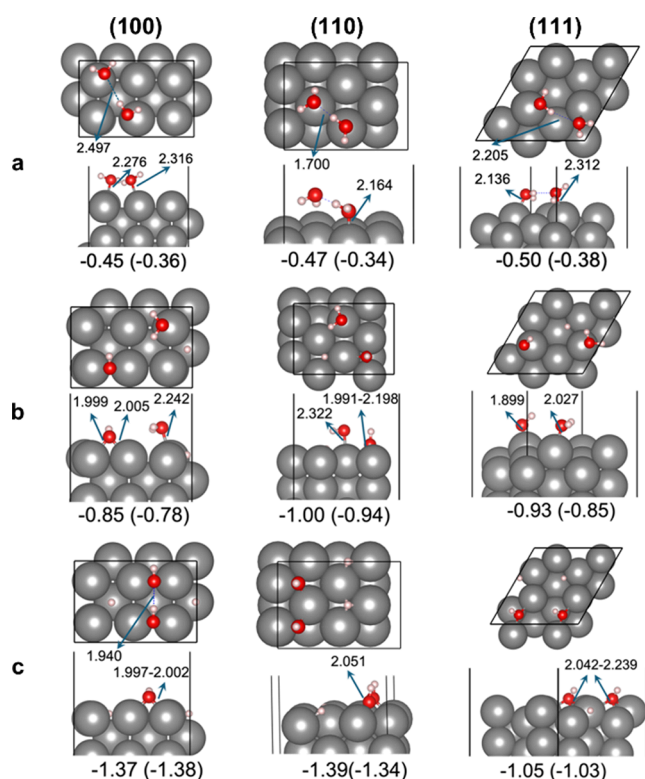 (100) (110) (111)
a
2.497 1.700 2.205
2.276 2.316 2.164 2.136 2.312
-0.45 (-0.36) -0.47 (-0.34) -0.50 (-0.38)
b
1.999 2.005 2.242 2.322 1.991-2.198 1.899 2.027
-0.85 (-0.78) -1.00 (-0.94) -0.93 (-0.85)
c
1.940 1.997-2.002 2.051 2.042-2.239
-1.37 (-1.38) -1.39(-1.34) -1.05 (-1.03)